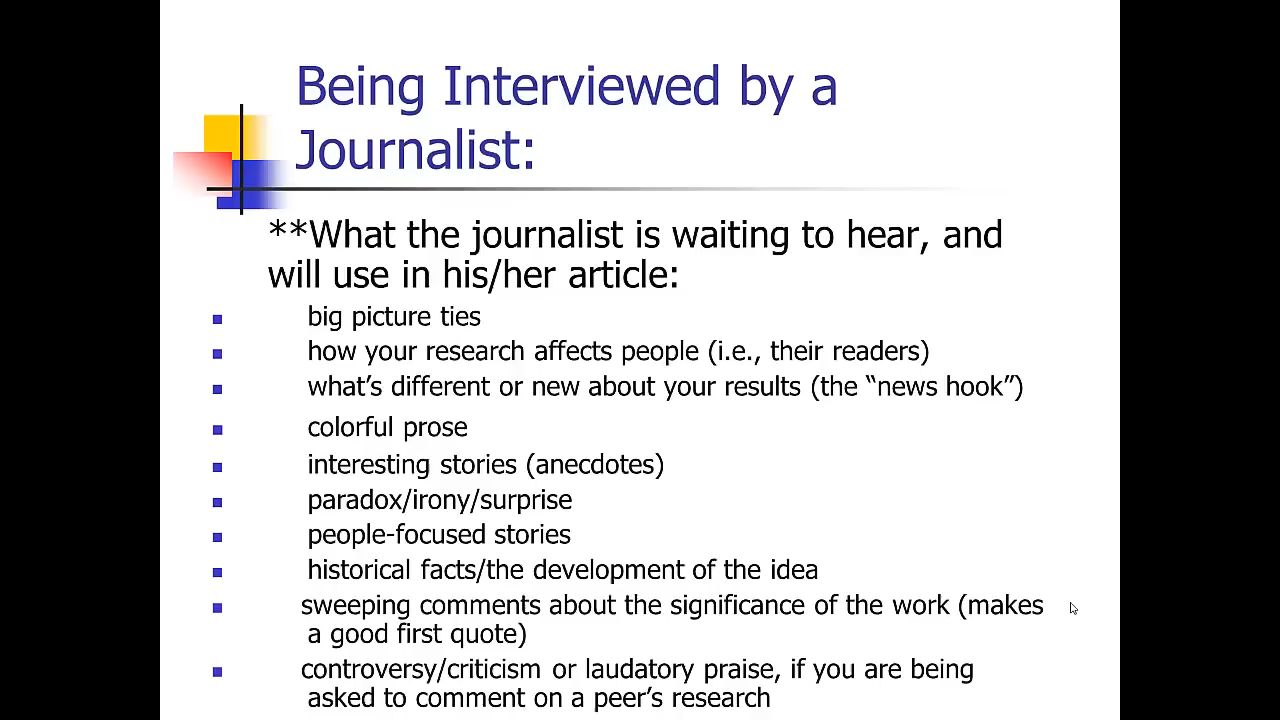 Being Interviewed by a
Journalist:
**What the journalist is waiting to hear, and
will use in his/her article:
big picture ties
how your research affects people (i.e., their readers)
what’s different or new about your results (the “news hook”)
colorful prose
interesting stories (anecdotes)
paradox/irony/surprise
people-focused stories
historical facts/the development of the idea
sweeping comments about the significance of the work (makes
a good first quote)
controversy/criticism or laudatory praise, if you are being
asked to comment on a peer’s research